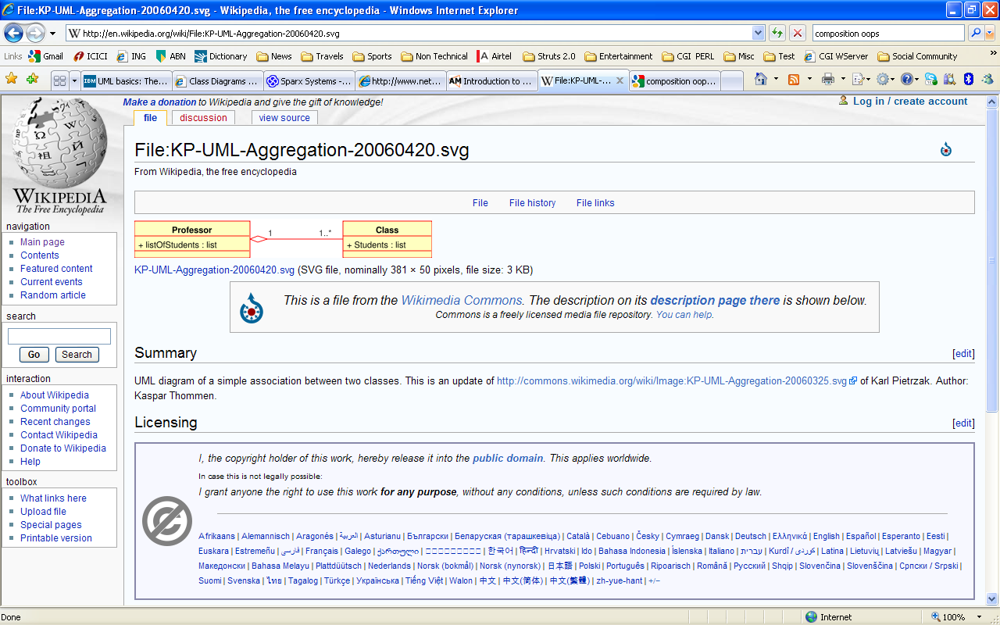 File:KP-UML-Aggregation-20060420.svg - Wikipedia, the free encyclopedia - Windows Internet Explorer
http://en.wikipedia.org/wiki/File:KP-UML-Aggregation-20060420.svg
composition oops
Links Gmail ICICI ING ABN Dictionary News Travels Sports Non Technical Airtel Struts 2.0 Entertainment CGI PERL Misc Test CGI WServer Social Community
IBM UML basics: The... Class Diagrams ... Sparx Systems - ... http://www.net... AM Introduction to ... W File:KP-UML-... composition oop...
Make a donation to Wikipedia and give the gift of knowledge!
Log in / create account
file discussion view source
File:KP-UML-Aggregation-20060420.svg
From Wikipedia, the free encyclopedia
WIKIPEDIA
The Free Encyclopedia
navigation
Main page
Contents
Featured content
Current events
Random article
search
Go Search
interaction
About Wikipedia
Community portal
Recent changes
Contact Wikipedia
Donate to Wikipedia
Help
toolbox
What links here
Upload file
Special pages
Printable version
File File history File links
Professor 1 1..* Class
+ listOfStudents : list + Students : list
KP-UML-Aggregation-20060420.svg (SVG file, nominally 381 × 50 pixels, file size: 3 KB)
This is a file from the Wikimedia Commons. The description on its description page there is shown below.
Commons is a freely licensed media file repository. You can help.
Summary [edit]
UML diagram of a simple association between two classes. This is an update of http://commons.wikimedia.org/wiki/Image:KP-UML-Aggregation-20060325.svg of Karl Pietrzak. Author:
Kaspar Thommen.
Licensing [edit]
I, the copyright holder of this work, hereby release it into the public domain. This applies worldwide.
In case this is not legally possible:
I grant anyone the right to use this work for any purpose, without any conditions, unless such conditions are required by law.
Afrikaans | Alemannisch | Aragonés | العربية | Asturianu | Български | Беларуская (тарашкевіца) | Català | Cebuano | Česky | Cymraeg | Dansk | Deutsch | Ελληνικά | English | Español | Esperanto | Eesti |
Euskara | Estremeñu | فارسی | Français | Galego | ქართული | 한국어 | हिन्दी | Hrvatski | Ido | Bahasa Indonesia | Íslenska | Italiano | עברית | Kurdî / كوردی | Latina | Lietuvių | Latviešu | Magyar |
Македонски | Bahasa Melayu | Plattdüütsch | Nederlands | Norsk (bokmål) | Norsk (nynorsk) | 日本語 | Polski | Português | Ripoarisch | Română | Русский | Shqip | Slovenčina | Slovenščina | Српски / Srpski |
Suomi | Svenska | ไทย | Tagalog | Türkçe | Українська | Tiếng Việt | Walon | 中文 | 中文(简体) | 中文(繁體) | zh-yue-hant | +/−
Done Internet 100%